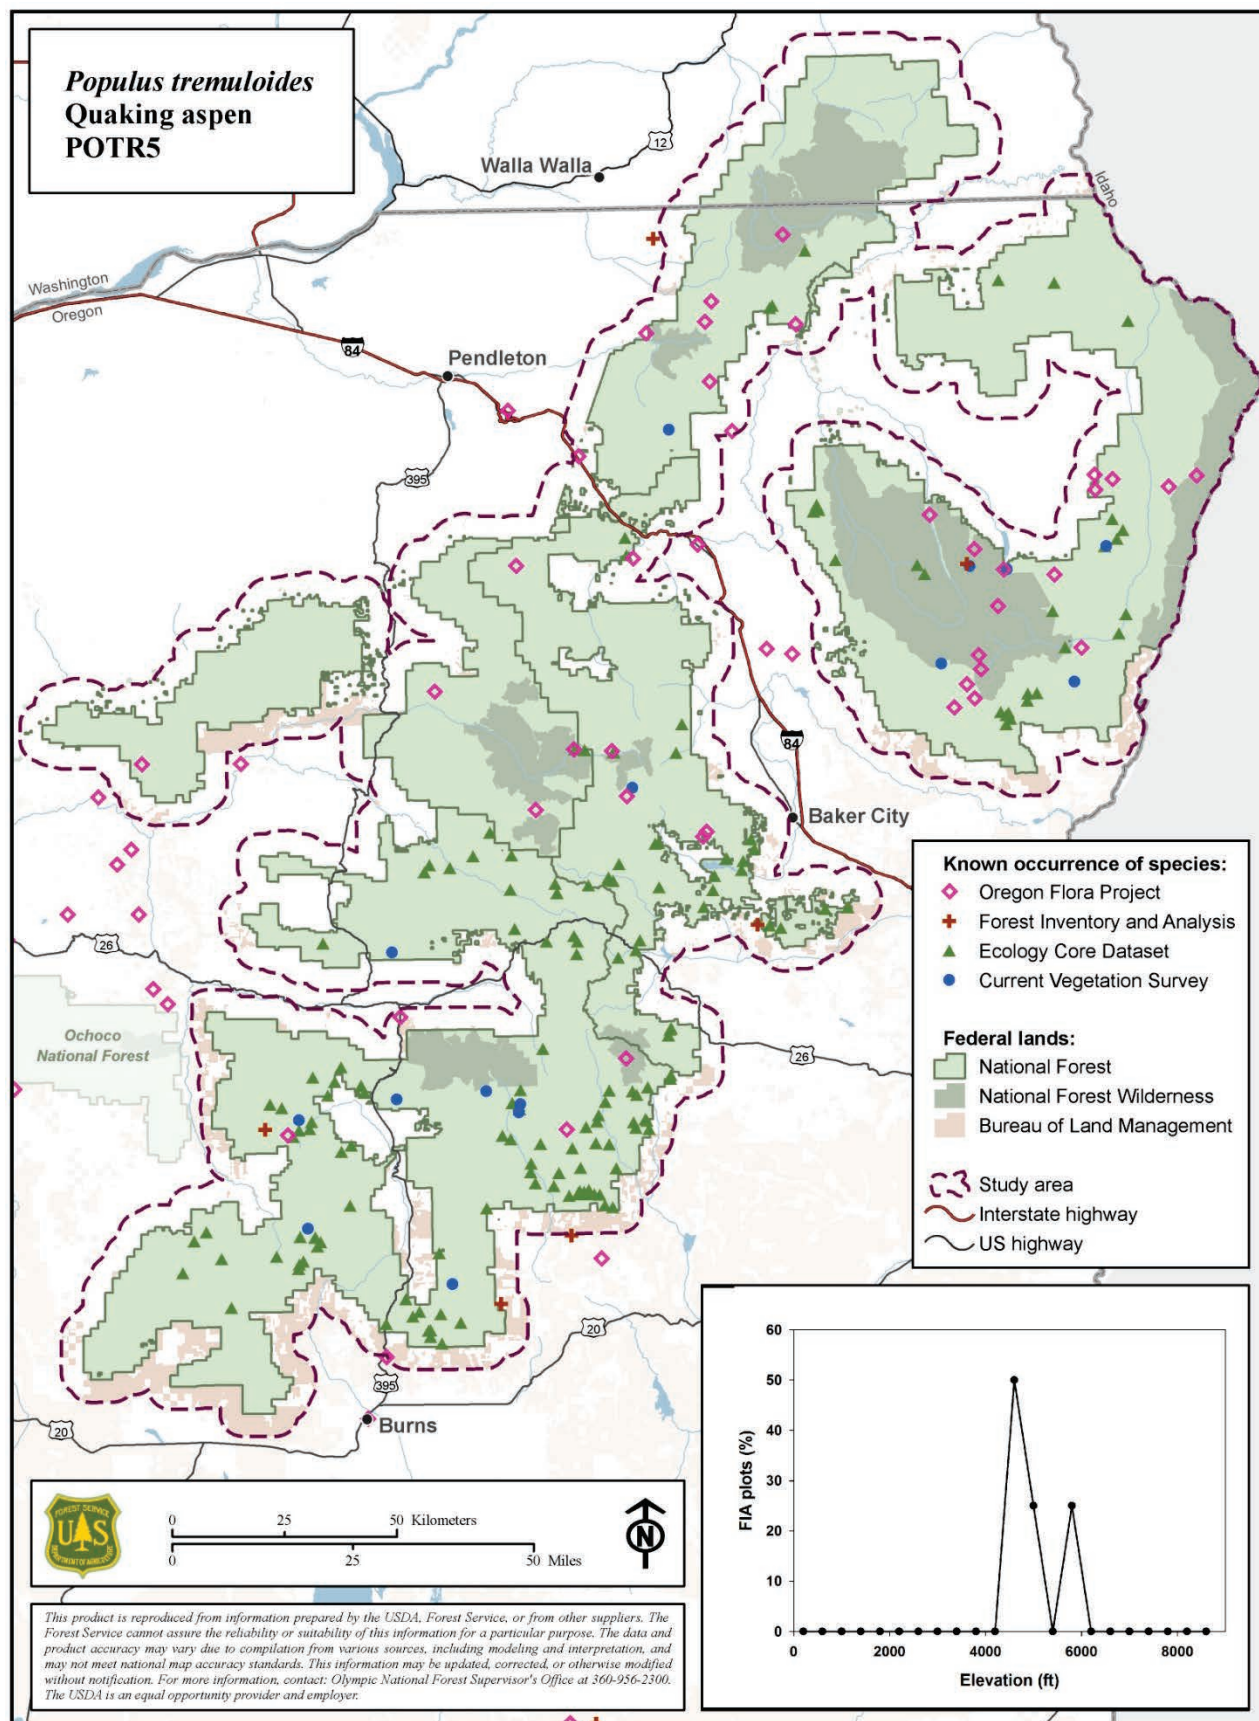 Populus tremuloides
Quaking aspen
POTR5
12
Walla Walla
Idaho
Washington
Oregon
84
Pendleton
395
84
Baker City
26
Ochoco
National Forest
26
20
395
Burns
20
Known occurrence of species:
Oregon Flora Project
Forest Inventory and Analysis
Ecology Core Dataset
Current Vegetation Survey
Federal lands:
National Forest
National Forest Wilderness
Bureau of Land Management
Study area
Interstate highway
US highway
60
50
40
30
20
10
0
FIA plots (%)
0 2000 4000 6000 8000
Elevation (ft)
FOREST SERVICE
U S
DEPARTMENT OF AGRICULTURE
0 25 50 Kilometers
0 25 50 Miles
N
This product is reproduced from information prepared by the USDA, Forest Service, or from other suppliers. The
Forest Service cannot assure the reliability or suitability of this information for a particular purpose. The data and
product accuracy may vary due to compilation from various sources, including modeling and interpretation, and
may not meet national map accuracy standards. This information may be updated, corrected, or otherwise modified
without notification. For more information, contact: Olympic National Forest Supervisor's Office at 360-956-2300.
The USDA is an equal opportunity provider and employer.